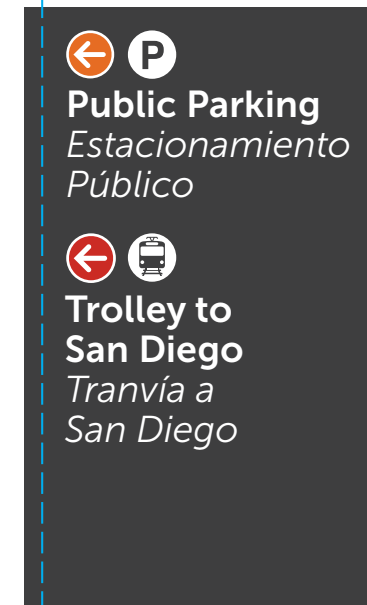 P
Public Parking
Estacionamiento
Público
Trolley to
San Diego
Tranvía a
San Diego